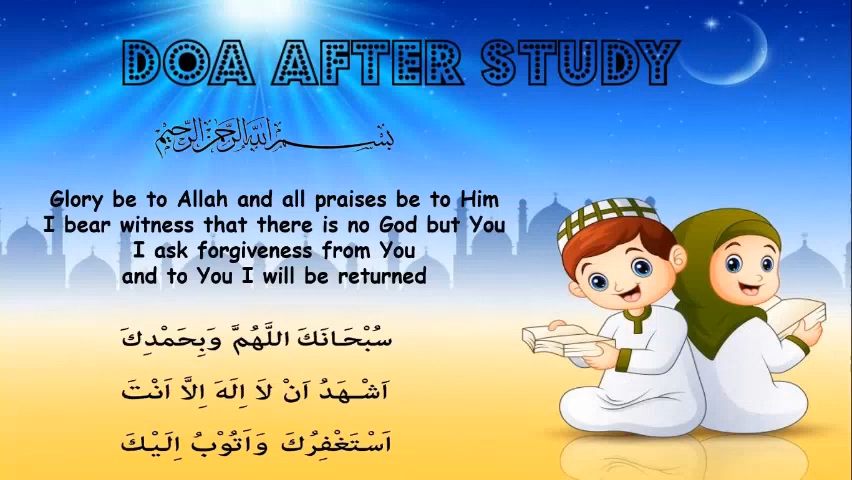 DOA AFTER STUDY
بسم الله الرحمن الرحيم
Glory be to Allah and all praises be to Him
I bear witness that there is no God but You
I ask forgiveness from You
and to You I will be returned
سُبْحَانَكَ اللَّهُمَّ وَبِحَمْدِكَ
اَشْهَدُ اَنْ لاَ اِلَهَ اِلَّا اَنْتَ
اَسْتَغْفِرُكَ وَاَتُوْبُ اِلَيْكَ